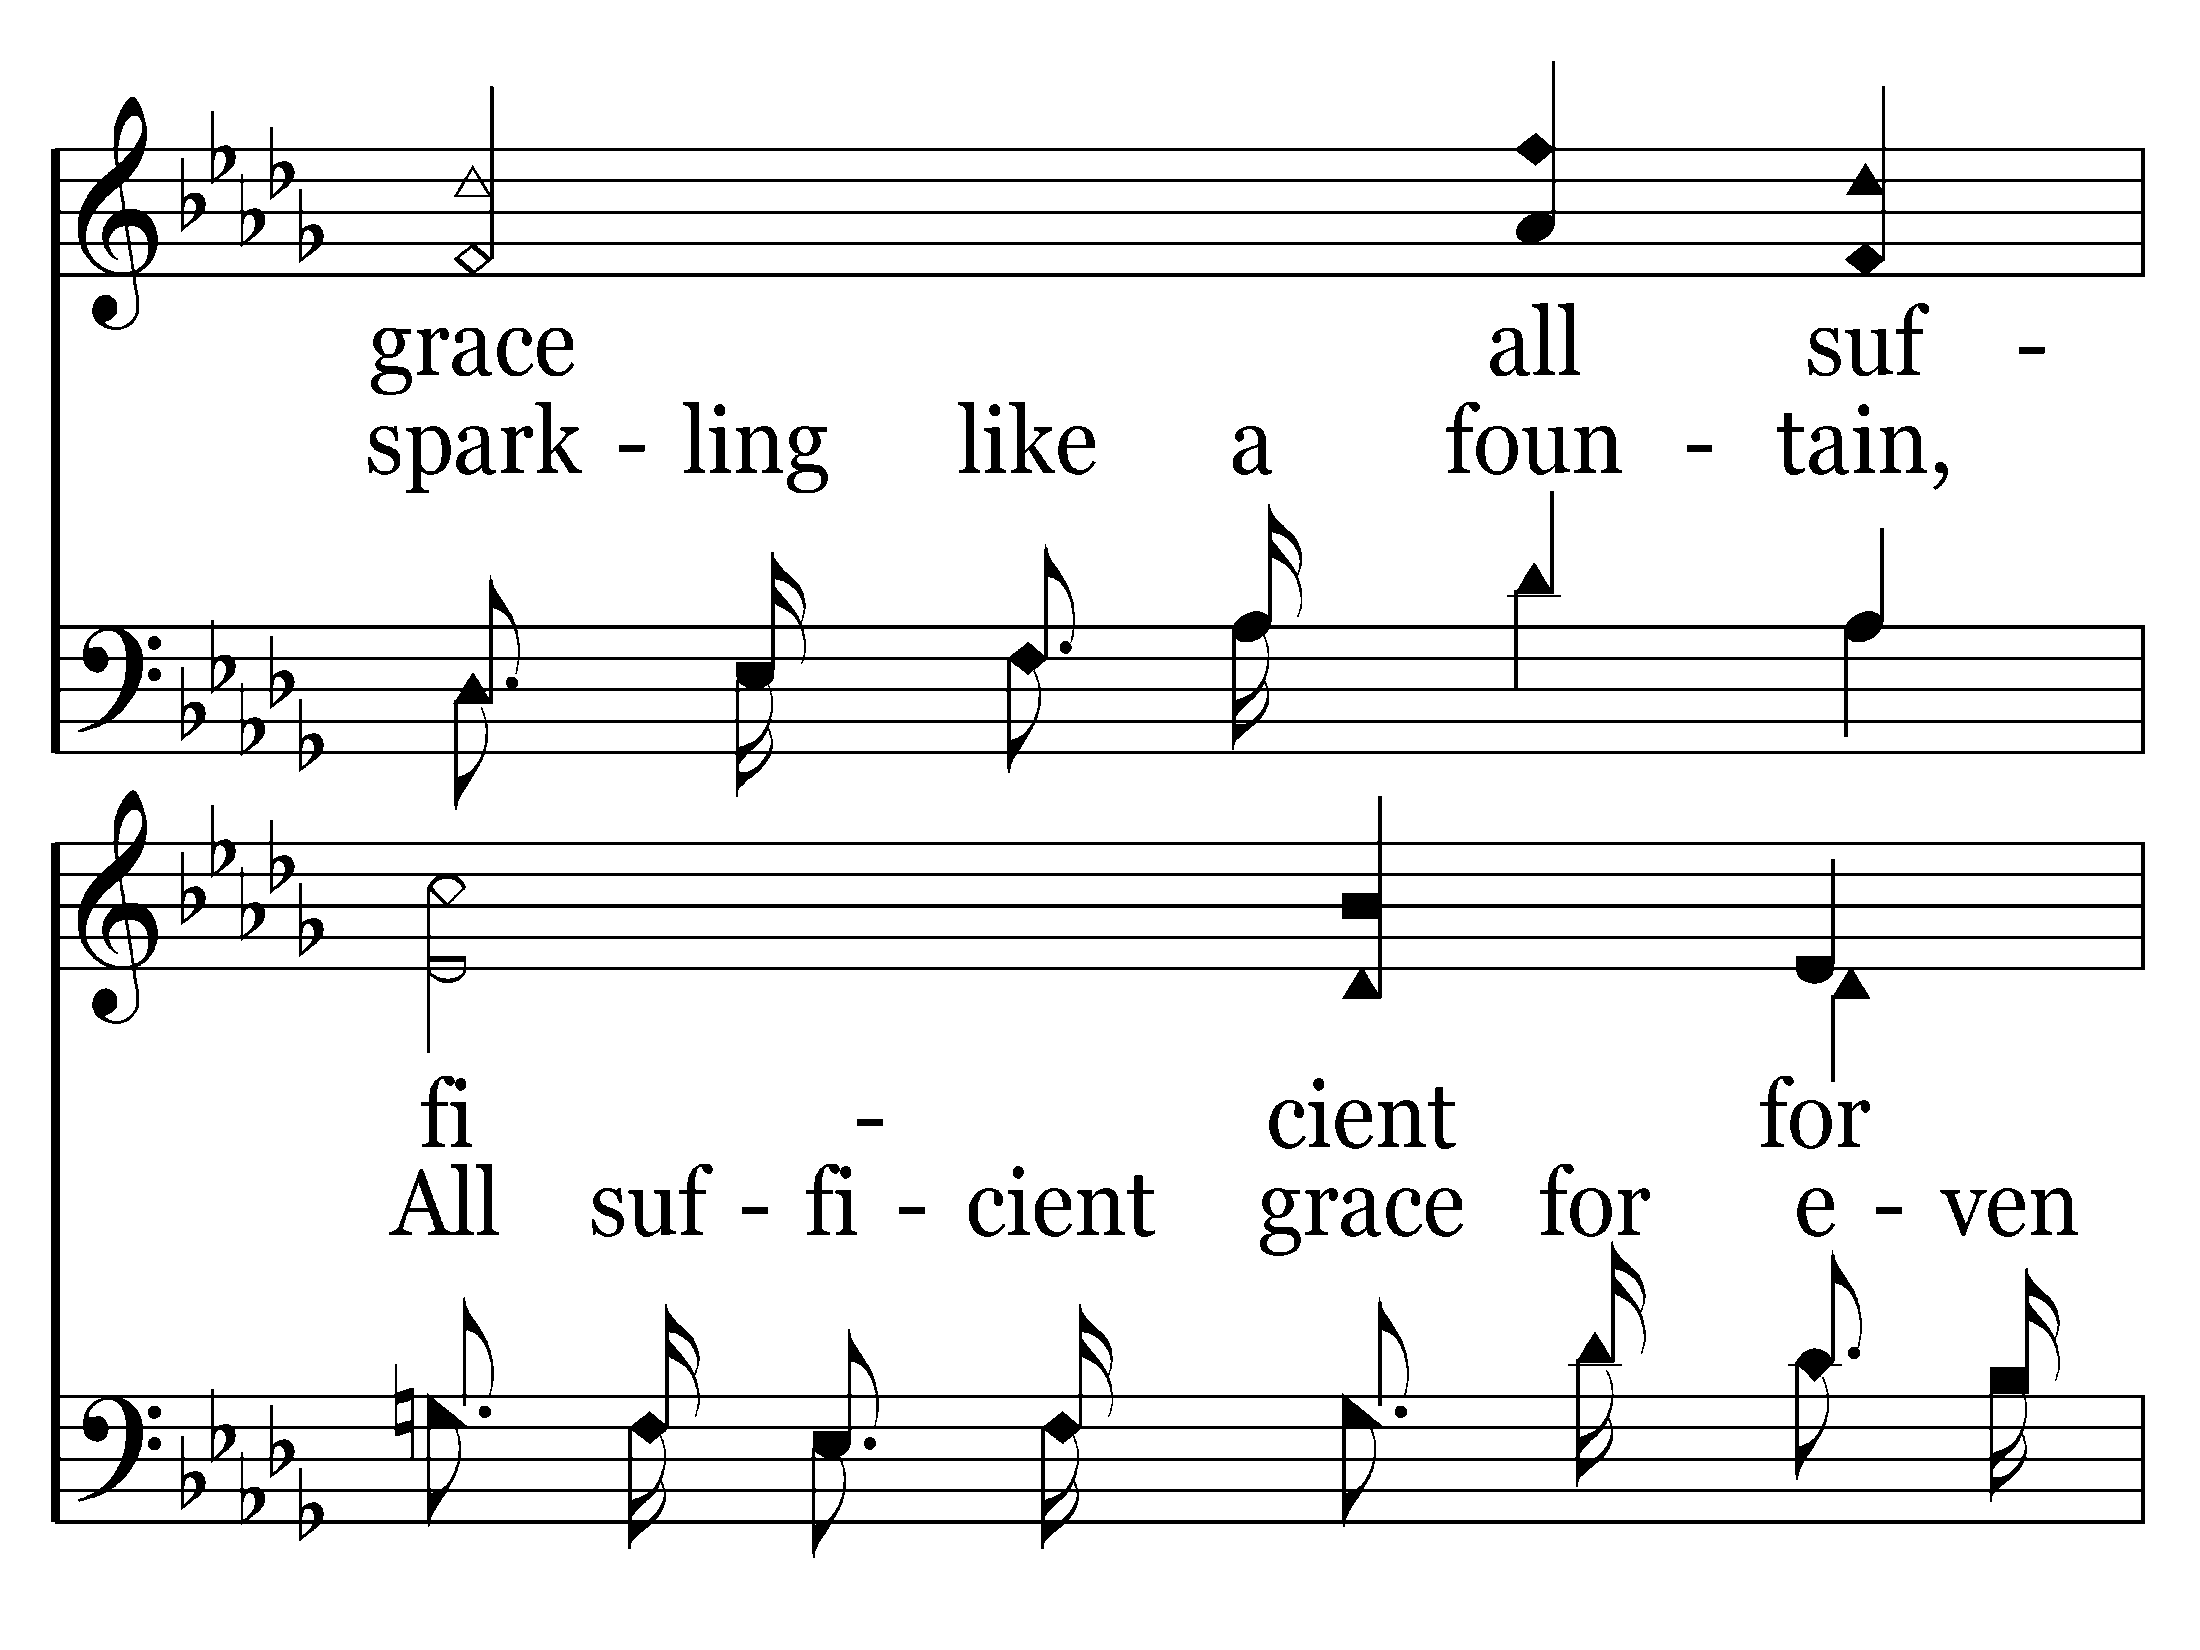 grace all suf -
spark - ling like a foun - tain,
fi - cient for
All suf - fi - cient grace for e - ven